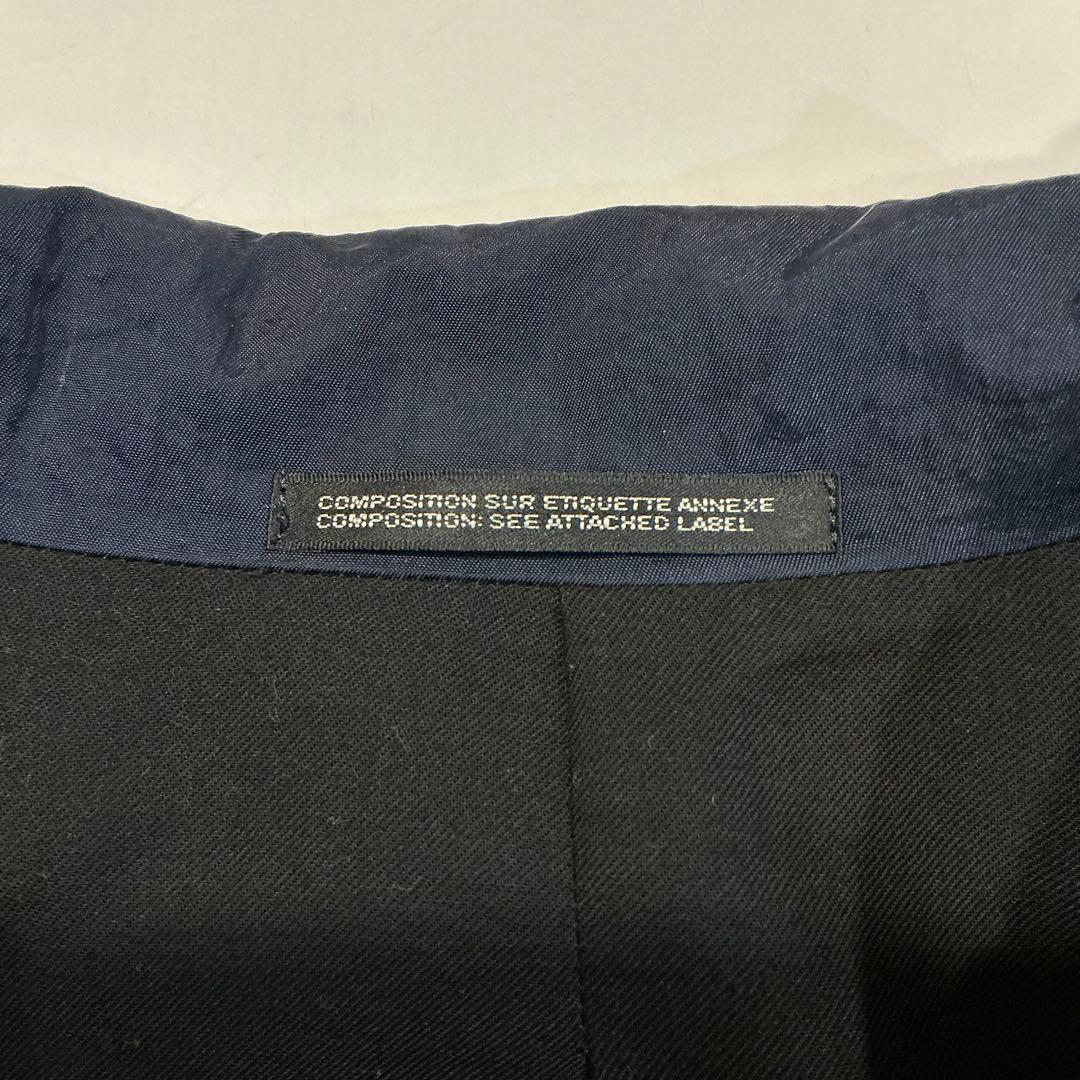 COMPOSITION SUR ETIQUETTE ANNEXE
COMPOSITION: SEE ATTACHED LABEL